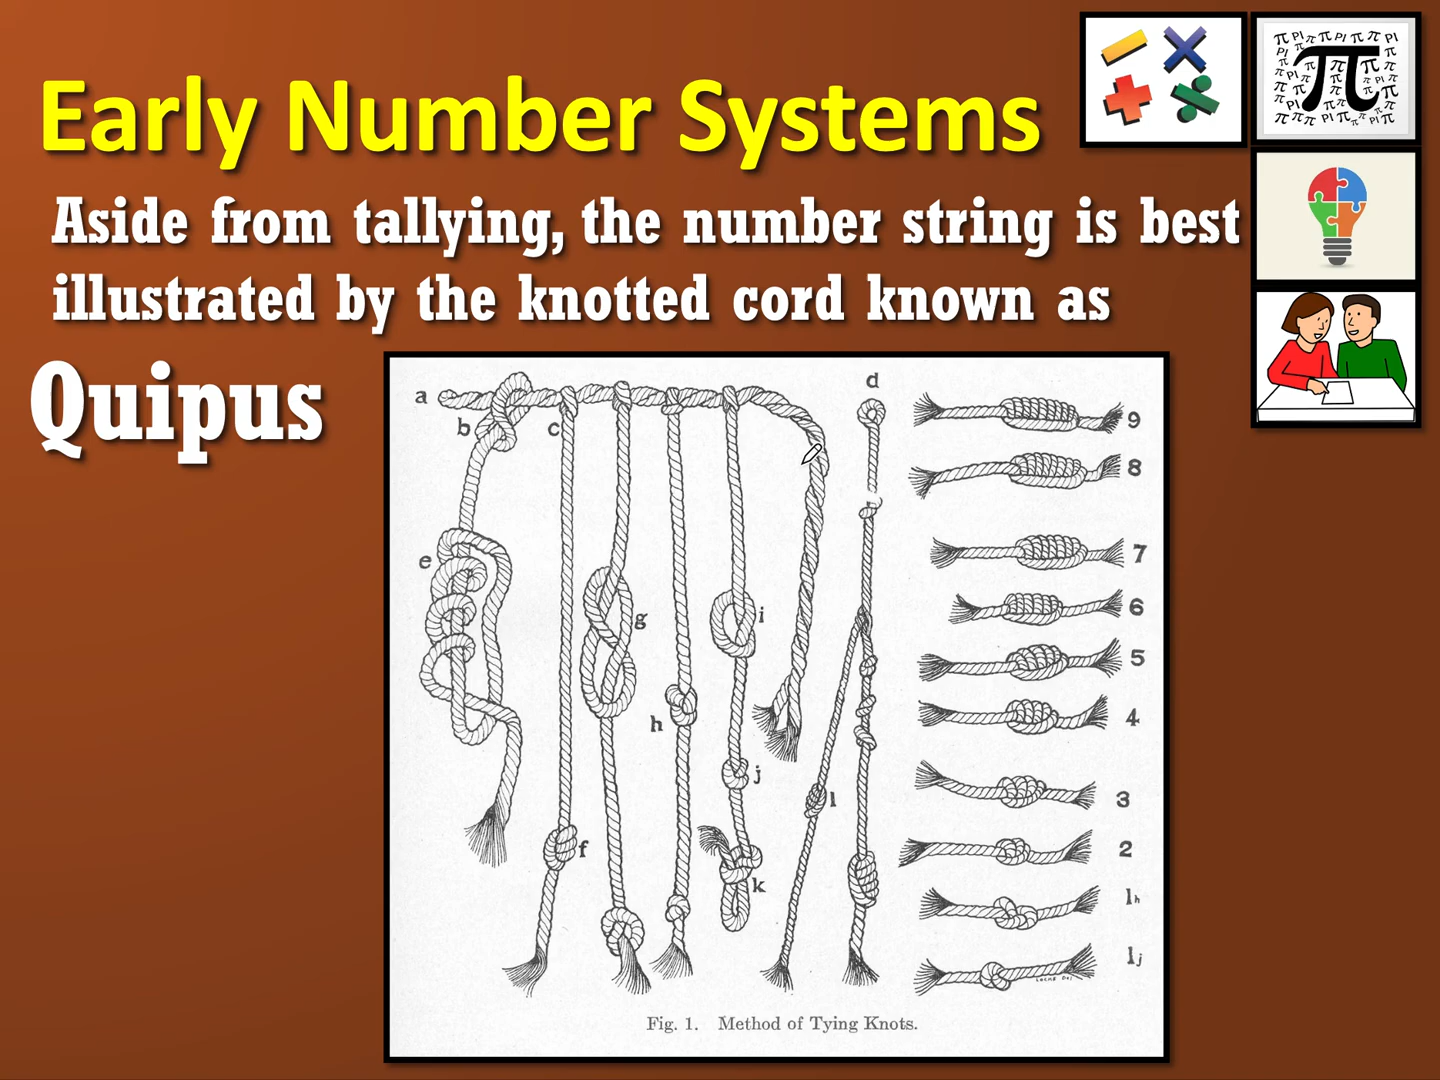 Early Number Systems
Aside from tallying, the number string is best
illustrated by the knotted cord known as
Quipus
a
b
c
d
e
f
g
h
i
j
k
l
9
8
7
6
5
4
3
2
1h
1j
Fig. 1. Method of Tying Knots.